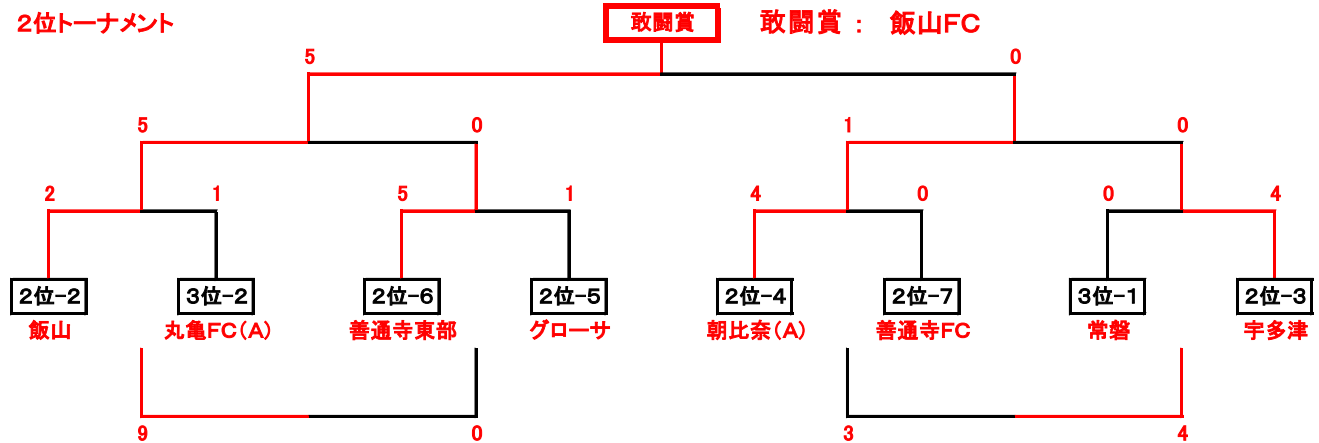 2位トーナメント
敢闘賞
敢闘賞： 飯山FC
5 0
5 0 1 0
2 1 5 1 4 0 0 4
2位-2 3位-2 2位-6 2位-5 2位-4 2位-7 3位-1 2位-3
飯山 丸亀FC(A) 善通寺東部 グローサ 朝比奈(A) 善通寺FC 常磐 宇多津
9 0 3 4